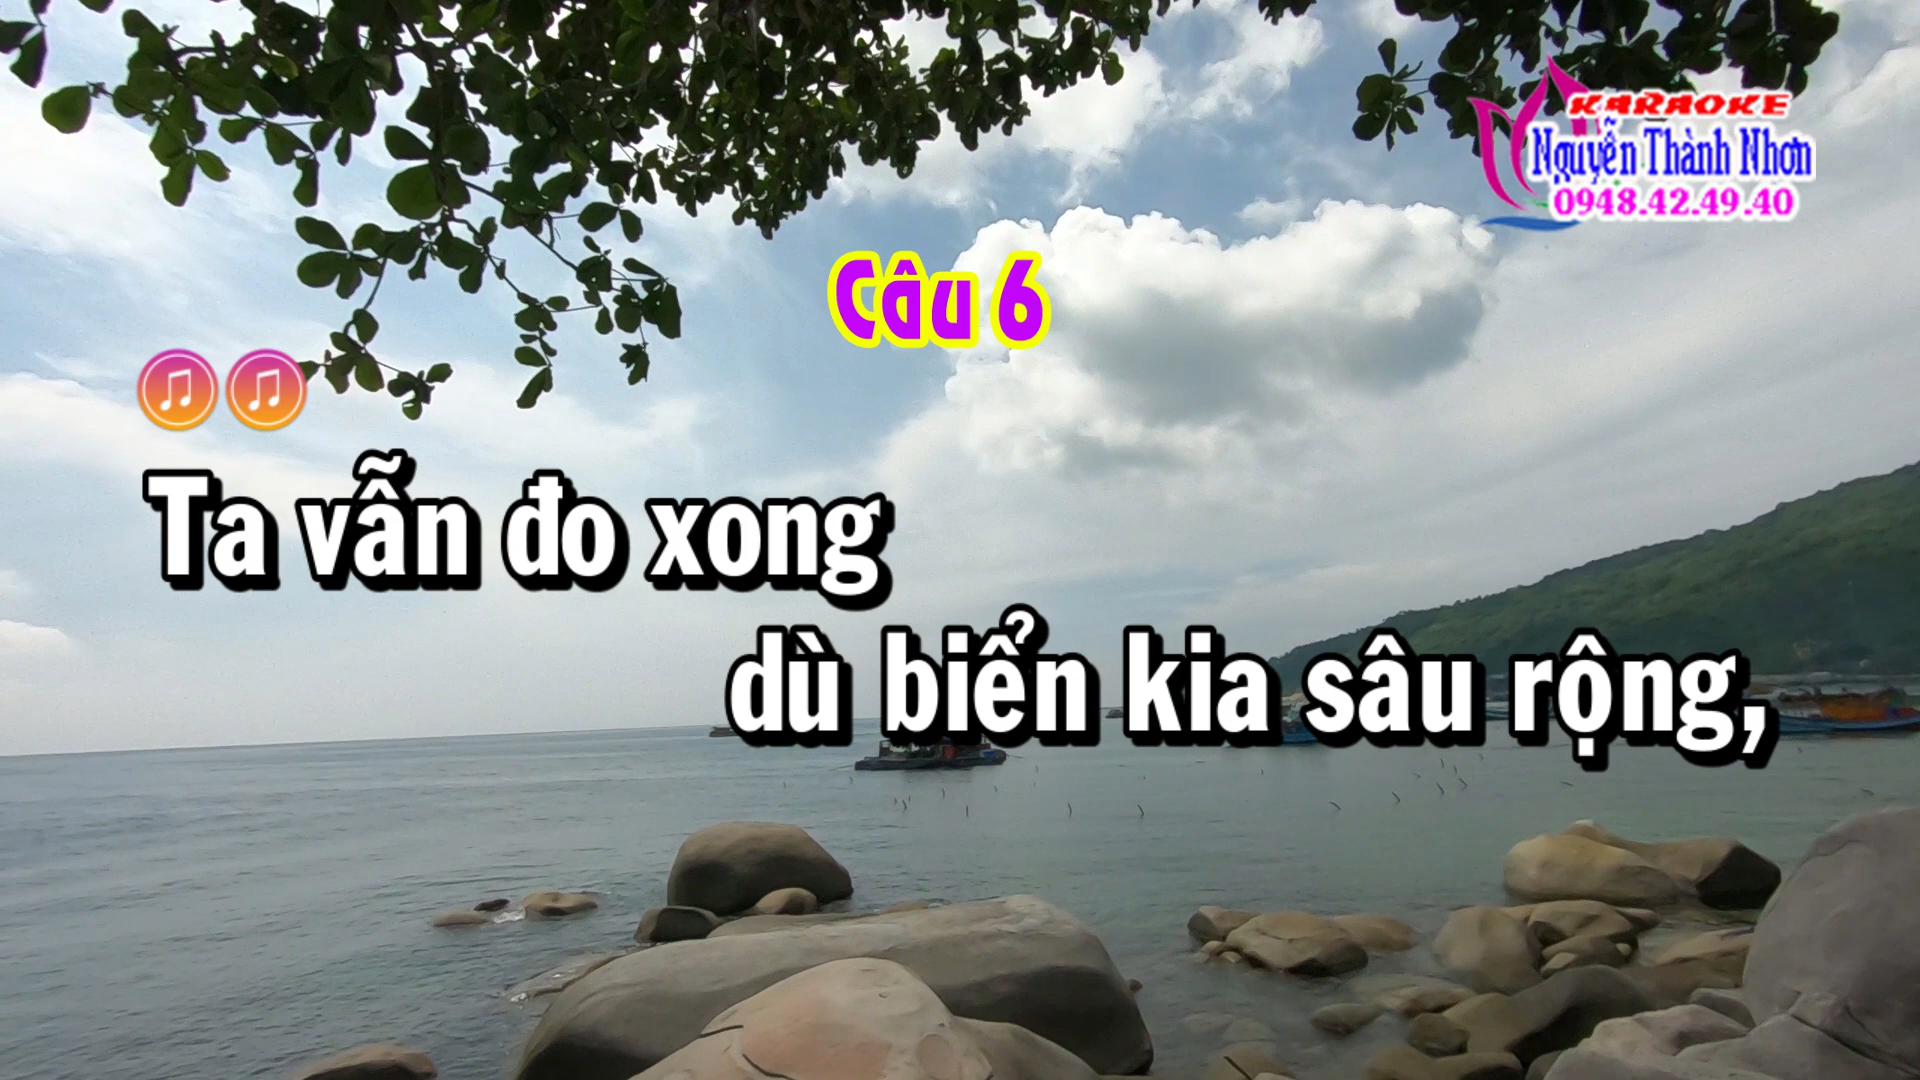 KARAOKE
Nguyễn Thành Nhơn
0948.42.49.40
Câu 6
Ta vẫn đo xong
dù biển kia sâu rộng,